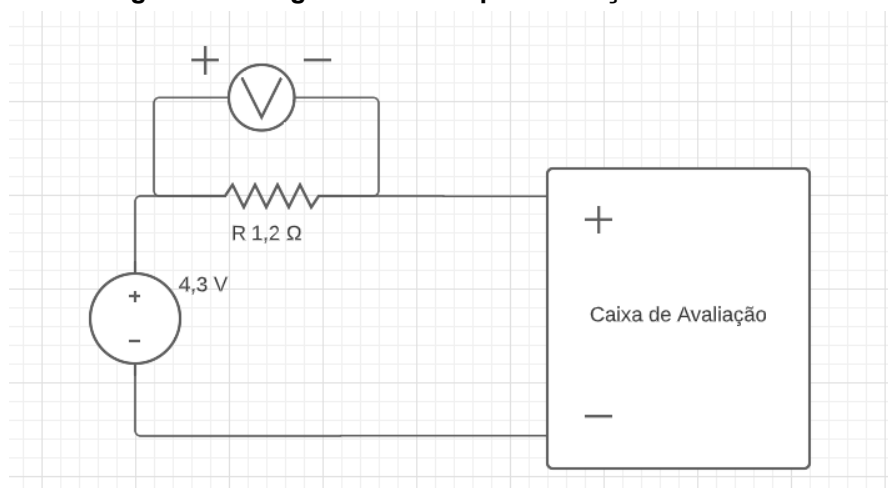 + −
V
R 1,2 Ω
4,3 V
+
−
+
Caixa de Avaliação
−